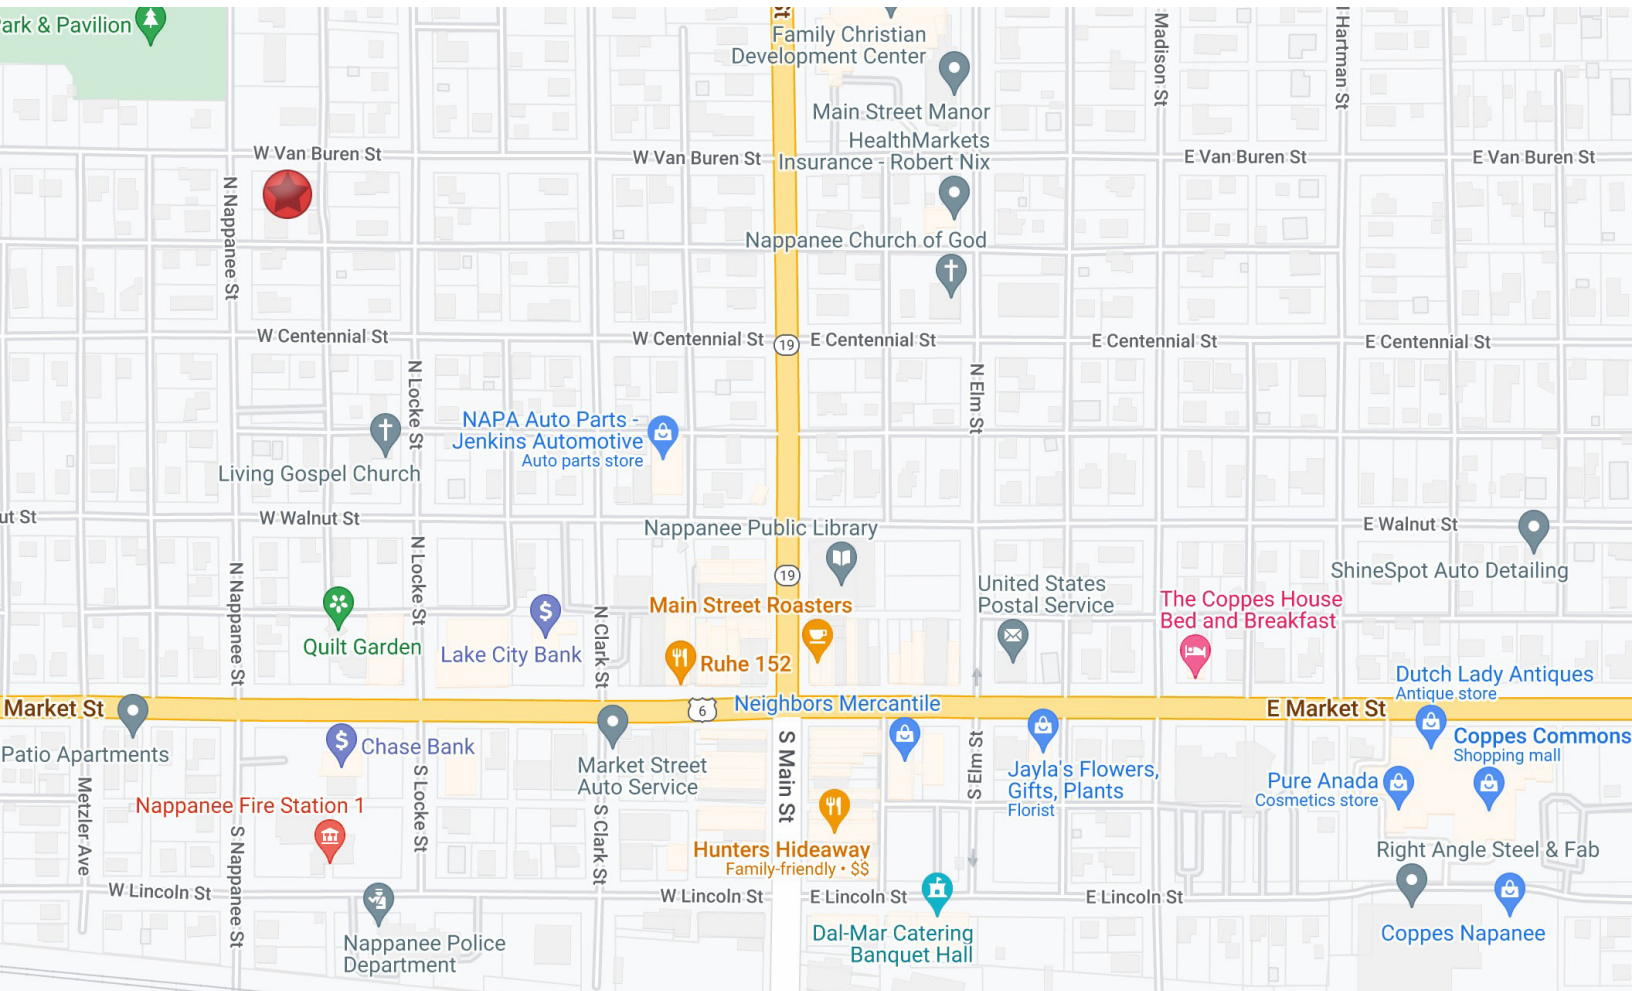 ark & Pavilion
St
Family Christian
Development Center
Madison St
Hartman St
Main Street Manor
HealthMarkets
Insurance - Robert Nix
W Van Buren St
W Van Buren St
E Van Buren St
E Van Buren St
N Nappanee St
Nappanee Church of God
W Centennial St
W Centennial St
19
E Centennial St
E Centennial St
E Centennial St
N Locke St
N Elm St
NAPA Auto Parts -
Jenkins Automotive
Auto parts store
Living Gospel Church
ut St
W Walnut St
Nappanee Public Library
E Walnut St
N Locke St
N Nappanee St
19
ShineSpot Auto Detailing
United States
Postal Service
The Coppes House
Bed and Breakfast
Main Street Roasters
N Clark St
Quilt Garden
Lake City Bank
Ruhe 152
Dutch Lady Antiques
Antique store
Market St
6
Neighbors Mercantile
E Market St
Patio Apartments
Chase Bank
S Main St
S Elm St
Coppes Commons
Shopping mall
Market Street
Auto Service
Jayla's Flowers,
Gifts, Plants
Florist
Pure Anada
Cosmetics store
Metzler Ave
S Locke St
Nappanee Fire Station 1
S Nappanee St
S Clark St
Hunters Hideaway
Family-friendly • $$
Right Angle Steel & Fab
W Lincoln St
W Lincoln St
E Lincoln St
E Lincoln St
Nappanee Police
Department
Dal-Mar Catering
Banquet Hall
Coppes Napanee